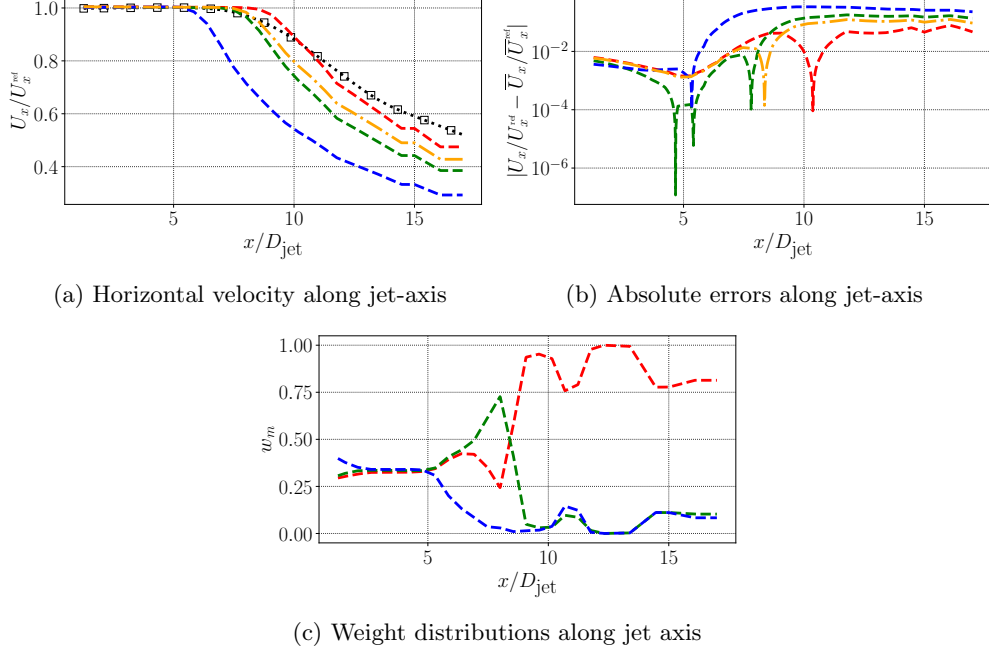 1.0
0.8
0.6
0.4
U_x/U_x^ref
5
10
15
x/D_jet
(a) Horizontal velocity along jet-axis
10^−2
10^−4
10^−6
|U_x/U_x^ref − U̅_x/U̅_x^ref|
5
10
15
x/D_jet
(b) Absolute errors along jet-axis
1.00
0.75
0.50
0.25
0.00
w_m
5
10
15
x/D_jet
(c) Weight distributions along jet axis